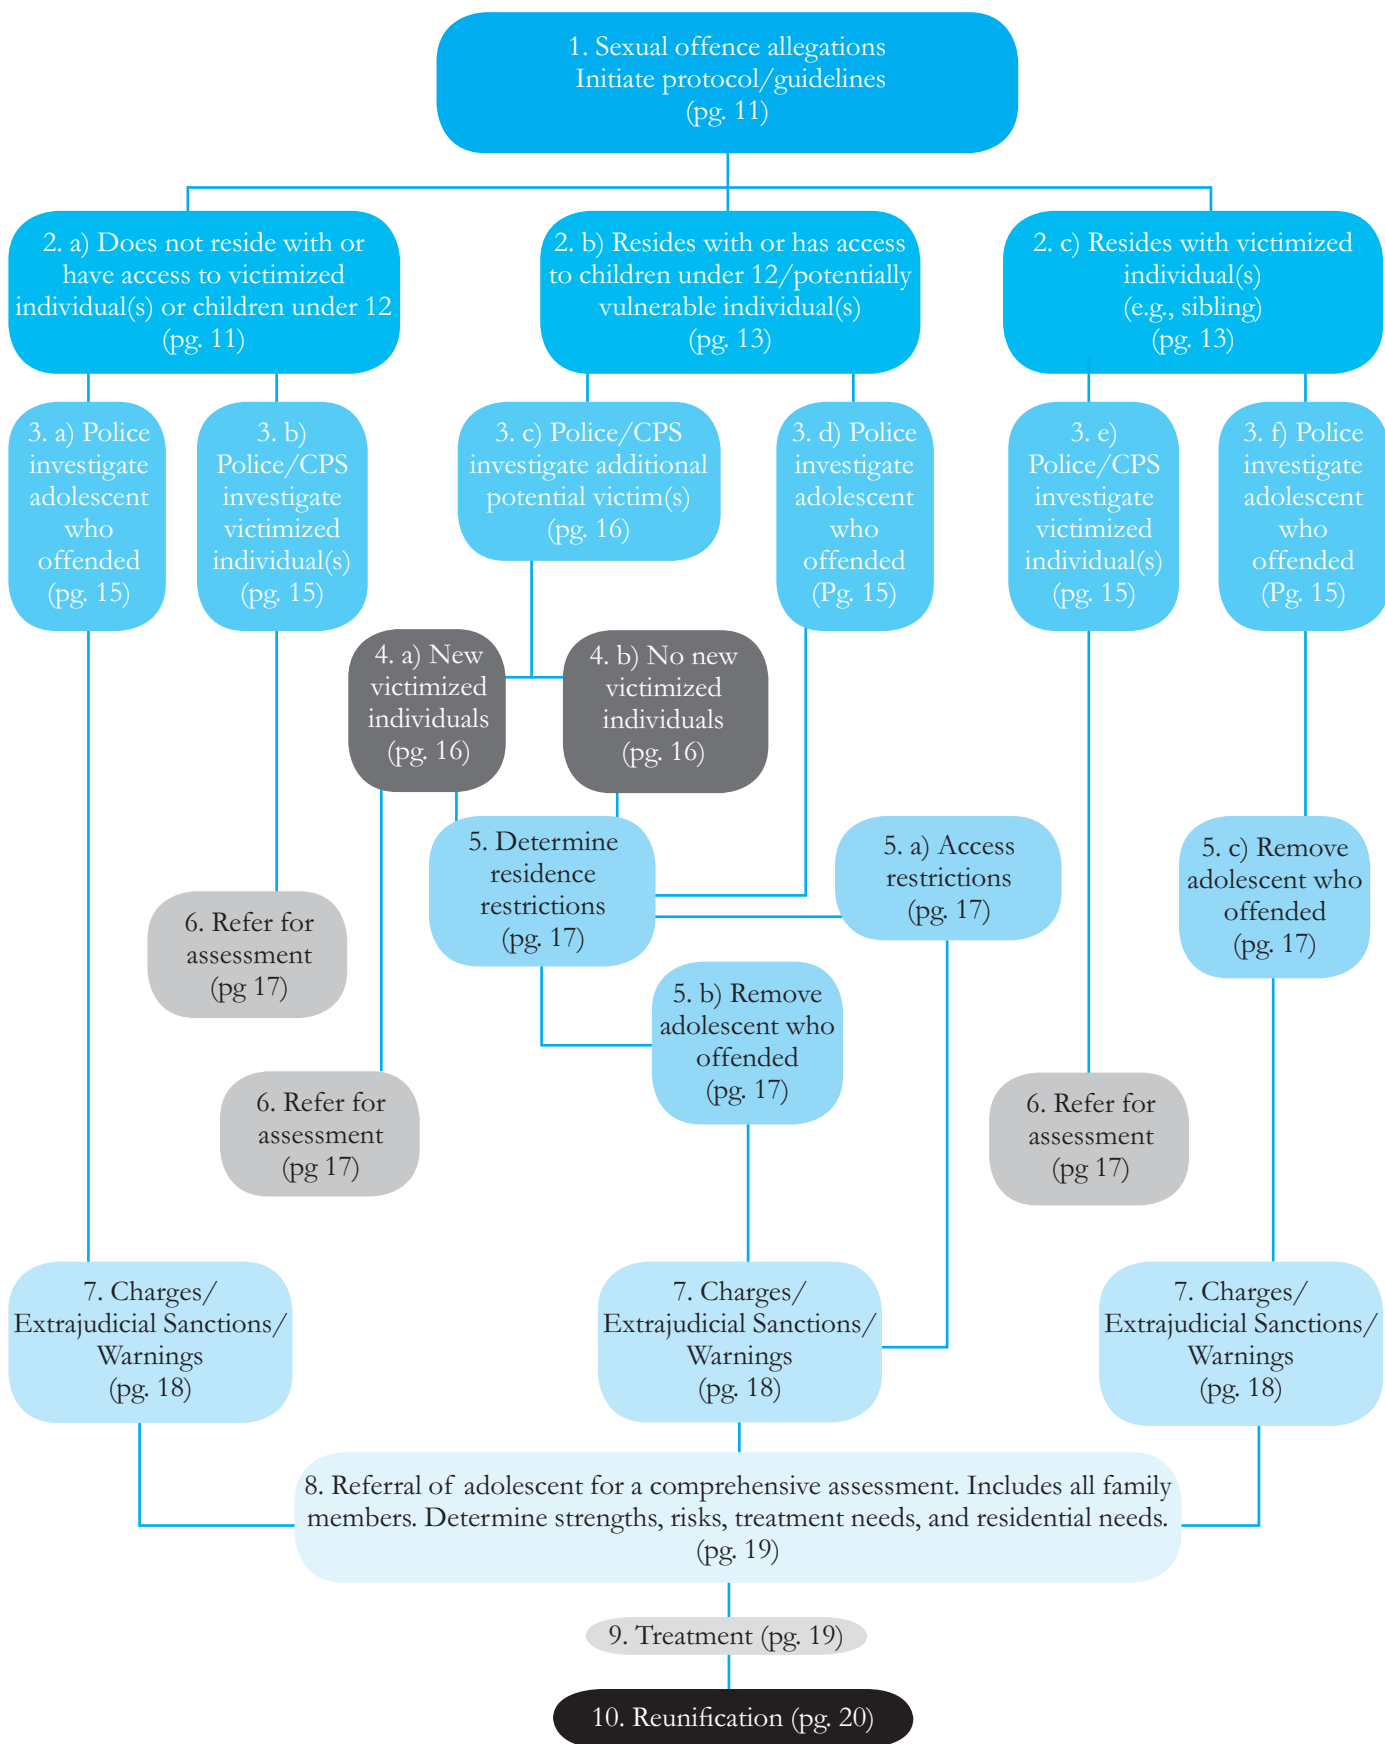 1. Sexual offence allegations
Initiate protocol/guidelines
(pg. 11)
2. a) Does not reside with or
have access to victimized
individual(s) or children under 12
(pg. 11)
2. b) Resides with or has access
to children under 12/potentially
vulnerable individual(s)
(pg. 13)
2. c) Resides with victimized
individual(s)
(e.g., sibling)
(pg. 13)
3. a) Police
investigate
adolescent
who
offended
(pg. 15)
3. b)
Police/CPS
investigate
victimized
individual(s)
(pg. 15)
3. c) Police/CPS
investigate additional
potential victim(s)
(pg. 16)
3. d) Police
investigate
adolescent
who
offended
(Pg. 15)
3. e)
Police/CPS
investigate
victimized
individual(s)
(pg. 15)
3. f) Police
investigate
adolescent
who
offended
(Pg. 15)
4. a) New
victimized
individuals
(pg. 16)
4. b) No new
victimized
individuals
(pg. 16)
5. Determine
residence
restrictions
(pg. 17)
5. a) Access
restrictions
(pg. 17)
5. c) Remove
adolescent who
offended
(pg. 17)
6. Refer for
assessment
(pg 17)
5. b) Remove
adolescent who
offended
(pg. 17)
6. Refer for
assessment
(pg 17)
6. Refer for
assessment
(pg 17)
7. Charges/
Extrajudicial Sanctions/
Warnings
(pg. 18)
7. Charges/
Extrajudicial Sanctions/
Warnings
(pg. 18)
7. Charges/
Extrajudicial Sanctions/
Warnings
(pg. 18)
8. Referral of adolescent for a comprehensive assessment. Includes all family
members. Determine strengths, risks, treatment needs, and residential needs.
(pg. 19)
9. Treatment (pg. 19)
10. Reunification (pg. 20)